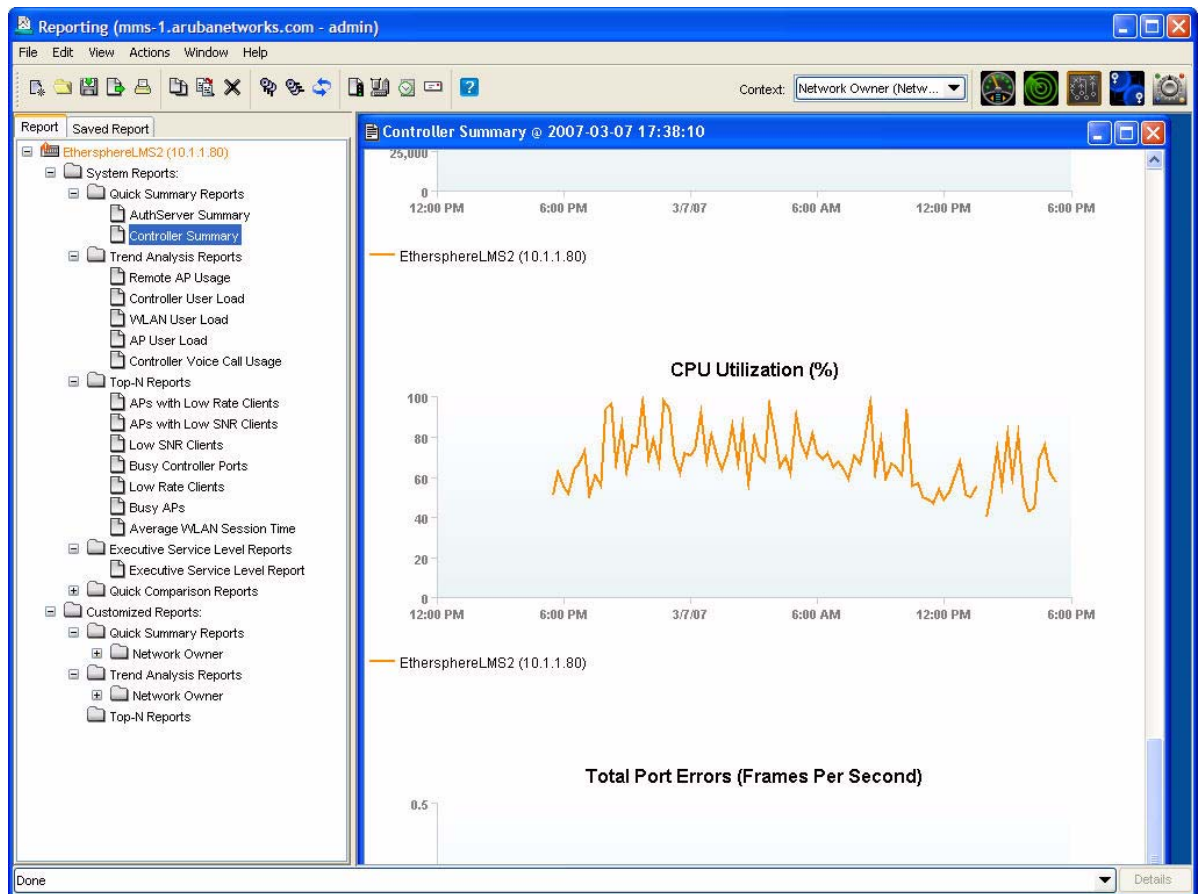 Reporting (mms-1.arubanetworks.com - admin)
File Edit View Actions Window Help
Context: Network Owner (Netw...
Report Saved Report
EthersphereLMS2 (10.1.1.80)
System Reports:
Quick Summary Reports
AuthServer Summary
Controller Summary
Trend Analysis Reports
Remote AP Usage
Controller User Load
WLAN User Load
AP User Load
Controller Voice Call Usage
Top-N Reports
APs with Low Rate Clients
APs with Low SNR Clients
Low SNR Clients
Busy Controller Ports
Low Rate Clients
Busy APs
Average WLAN Session Time
Executive Service Level Reports
Executive Service Level Report
Quick Comparison Reports
Customized Reports:
Quick Summary Reports
Network Owner
Trend Analysis Reports
Network Owner
Top-N Reports
Controller Summary @ 2007-03-07 17:38:10
25,000
0
12:00 PM 6:00 PM 3/7/07 6:00 AM 12:00 PM 6:00 PM
EthersphereLMS2 (10.1.1.80)
CPU Utilization (%)
100
80
60
40
20
0
12:00 PM 6:00 PM 3/7/07 6:00 AM 12:00 PM 6:00 PM
EthersphereLMS2 (10.1.1.80)
Total Port Errors (Frames Per Second)
0.5
Done Details